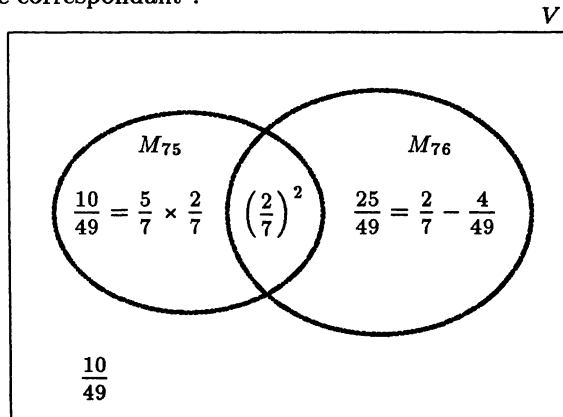 e correspondant :
V
M₇₅ M₇₆
10/49 = 5/7 × 2/7 (2/7)² 25/49 = 2/7 − 4/49
10/49